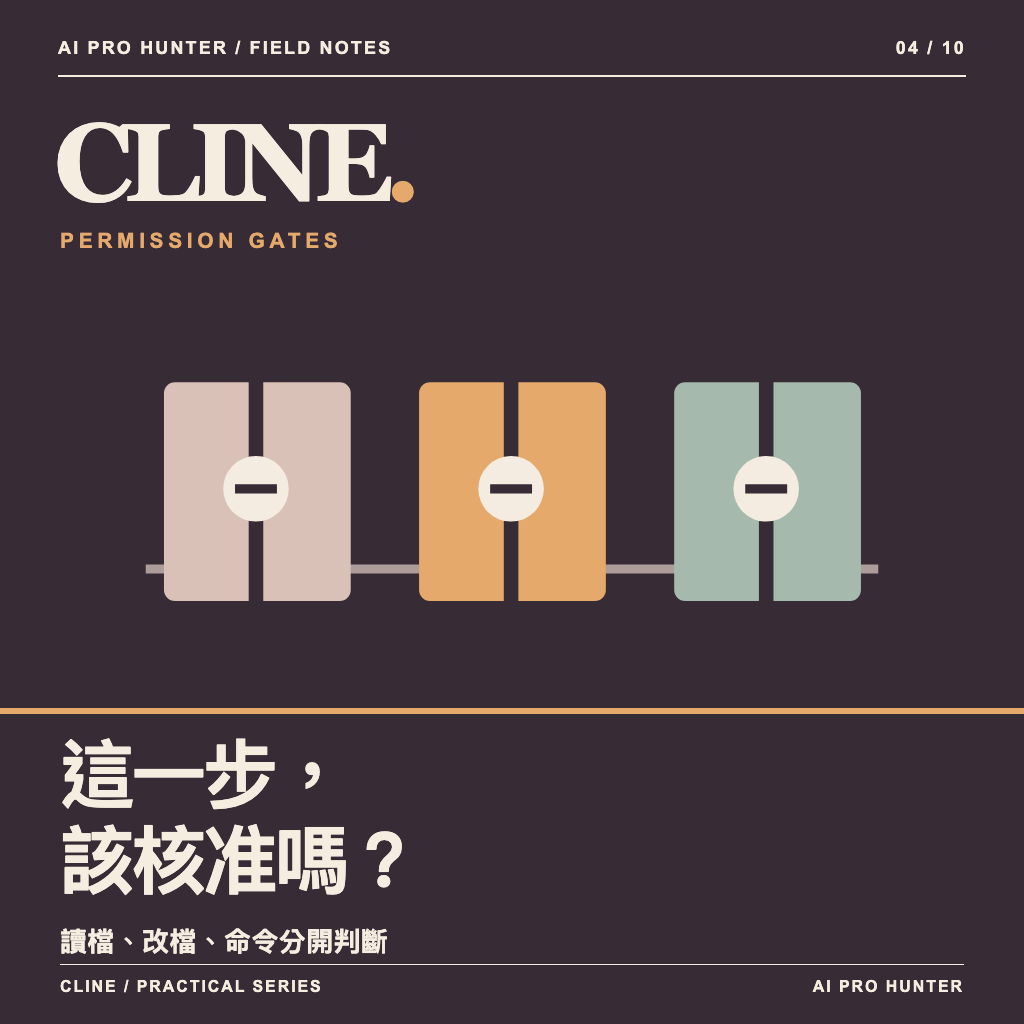 AI PRO HUNTER / FIELD NOTES
04 / 10
CLINE.
PERMISSION GATES
這一步，
該核准嗎？
讀檔、改檔、命令分開判斷
CLINE / PRACTICAL SERIES
AI PRO HUNTER